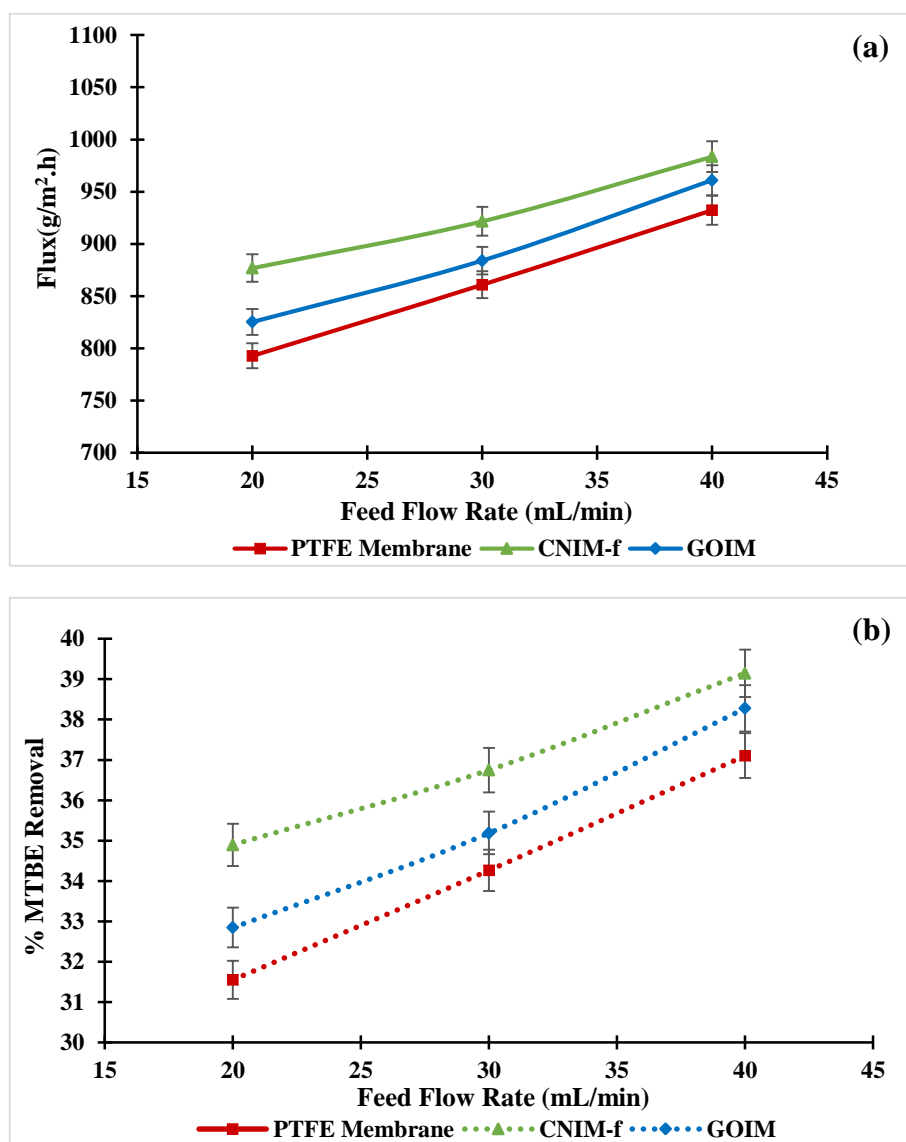 (a)
Flux(g/m².h)
1100
1050
1000
950
900
850
800
750
700
15 20 25 30 35 40 45
Feed Flow Rate (mL/min)
PTFE Membrane CNIM-f GOIM
(b)
% MTBE Removal
40
39
38
37
36
35
34
33
32
31
30
15 20 25 30 35 40 45
Feed Flow Rate (mL/min)
PTFE Membrane CNIM-f GOIM